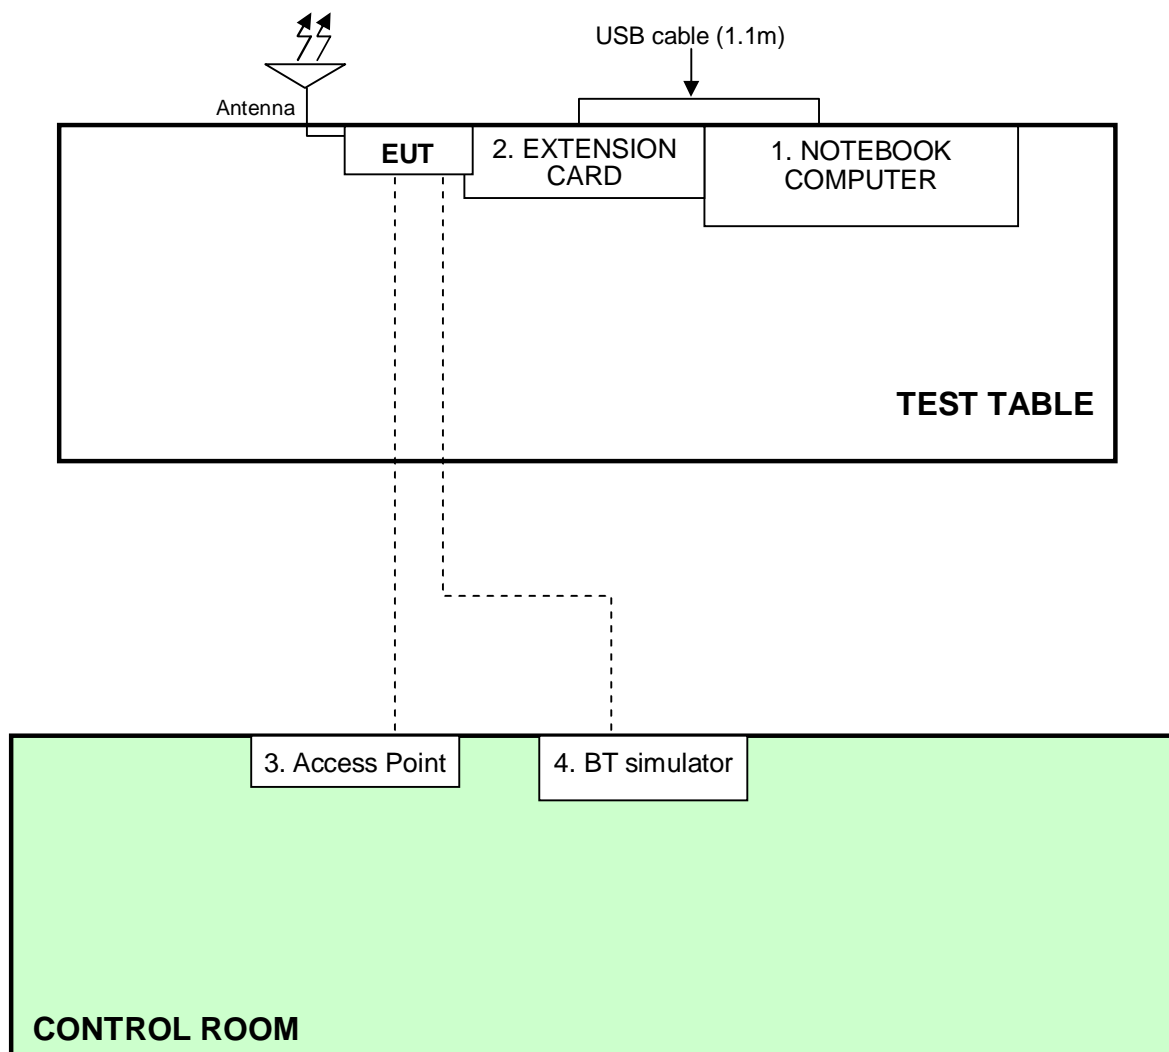 USB cable (1.1m)
Antenna
EUT
2. EXTENSION
CARD
1. NOTEBOOK
COMPUTER
TEST TABLE
3. Access Point
4. BT simulator
CONTROL ROOM